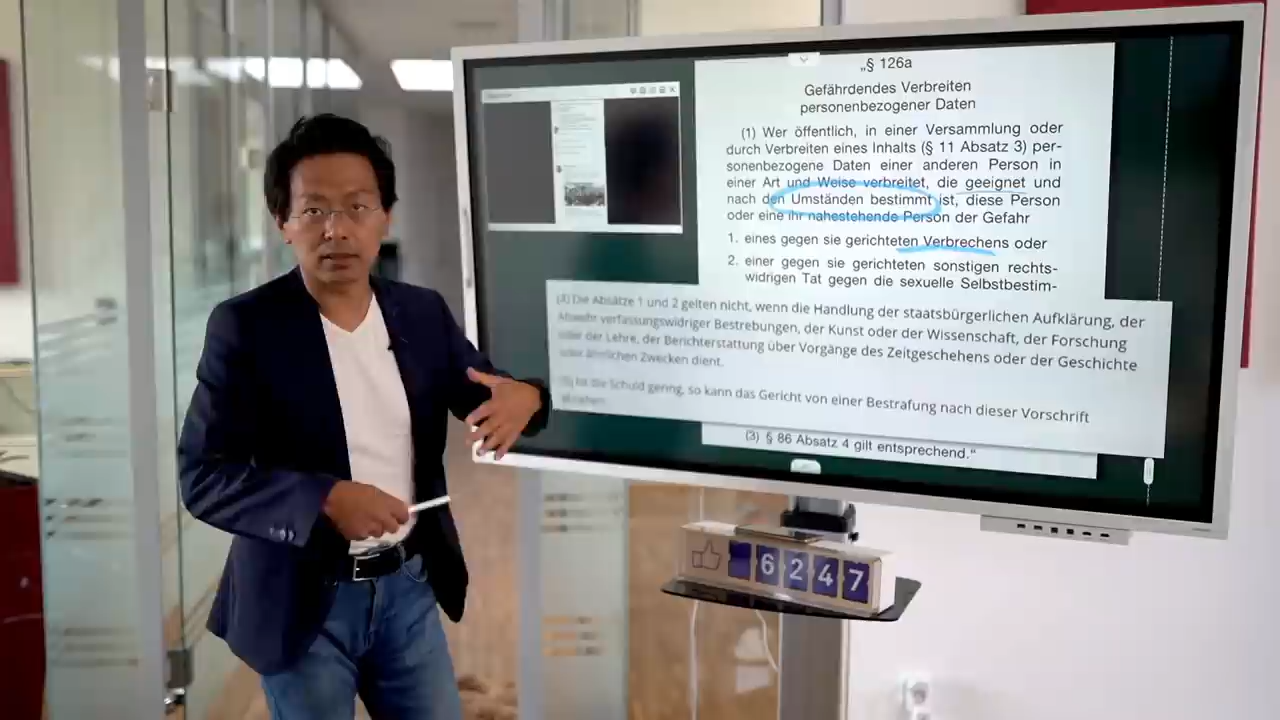 „§ 126a
Gefährdendes Verbreiten
personenbezogener Daten
(1) Wer öffentlich, in einer Versammlung oder
durch Verbreiten eines Inhalts (§ 11 Absatz 3) per-
sonenbezogene Daten einer anderen Person in
einer Art und Weise verbreitet, die geeignet und
nach den Umständen bestimmt ist, diese Person
oder eine ihr nahestehende Person der Gefahr
1. eines gegen sie gerichteten Verbrechens oder
2. einer gegen sie gerichteten sonstigen rechts-
widrigen Tat gegen die sexuelle Selbstbestim-
(4) Die Absätze 1 und 2 gelten nicht, wenn die Handlung der staatsbürgerlichen Aufklärung, der
Abwehr verfassungswidriger Bestrebungen, der Kunst oder der Wissenschaft, der Forschung
oder der Lehre, der Berichterstattung über Vorgänge des Zeitgeschehens oder der Geschichte
oder ähnlichen Zwecken dient.
(5) Ist die Schuld gering, so kann das Gericht von einer Bestrafung nach dieser Vorschrift
absehen.
(3) § 86 Absatz 4 gilt entsprechend.“
6247